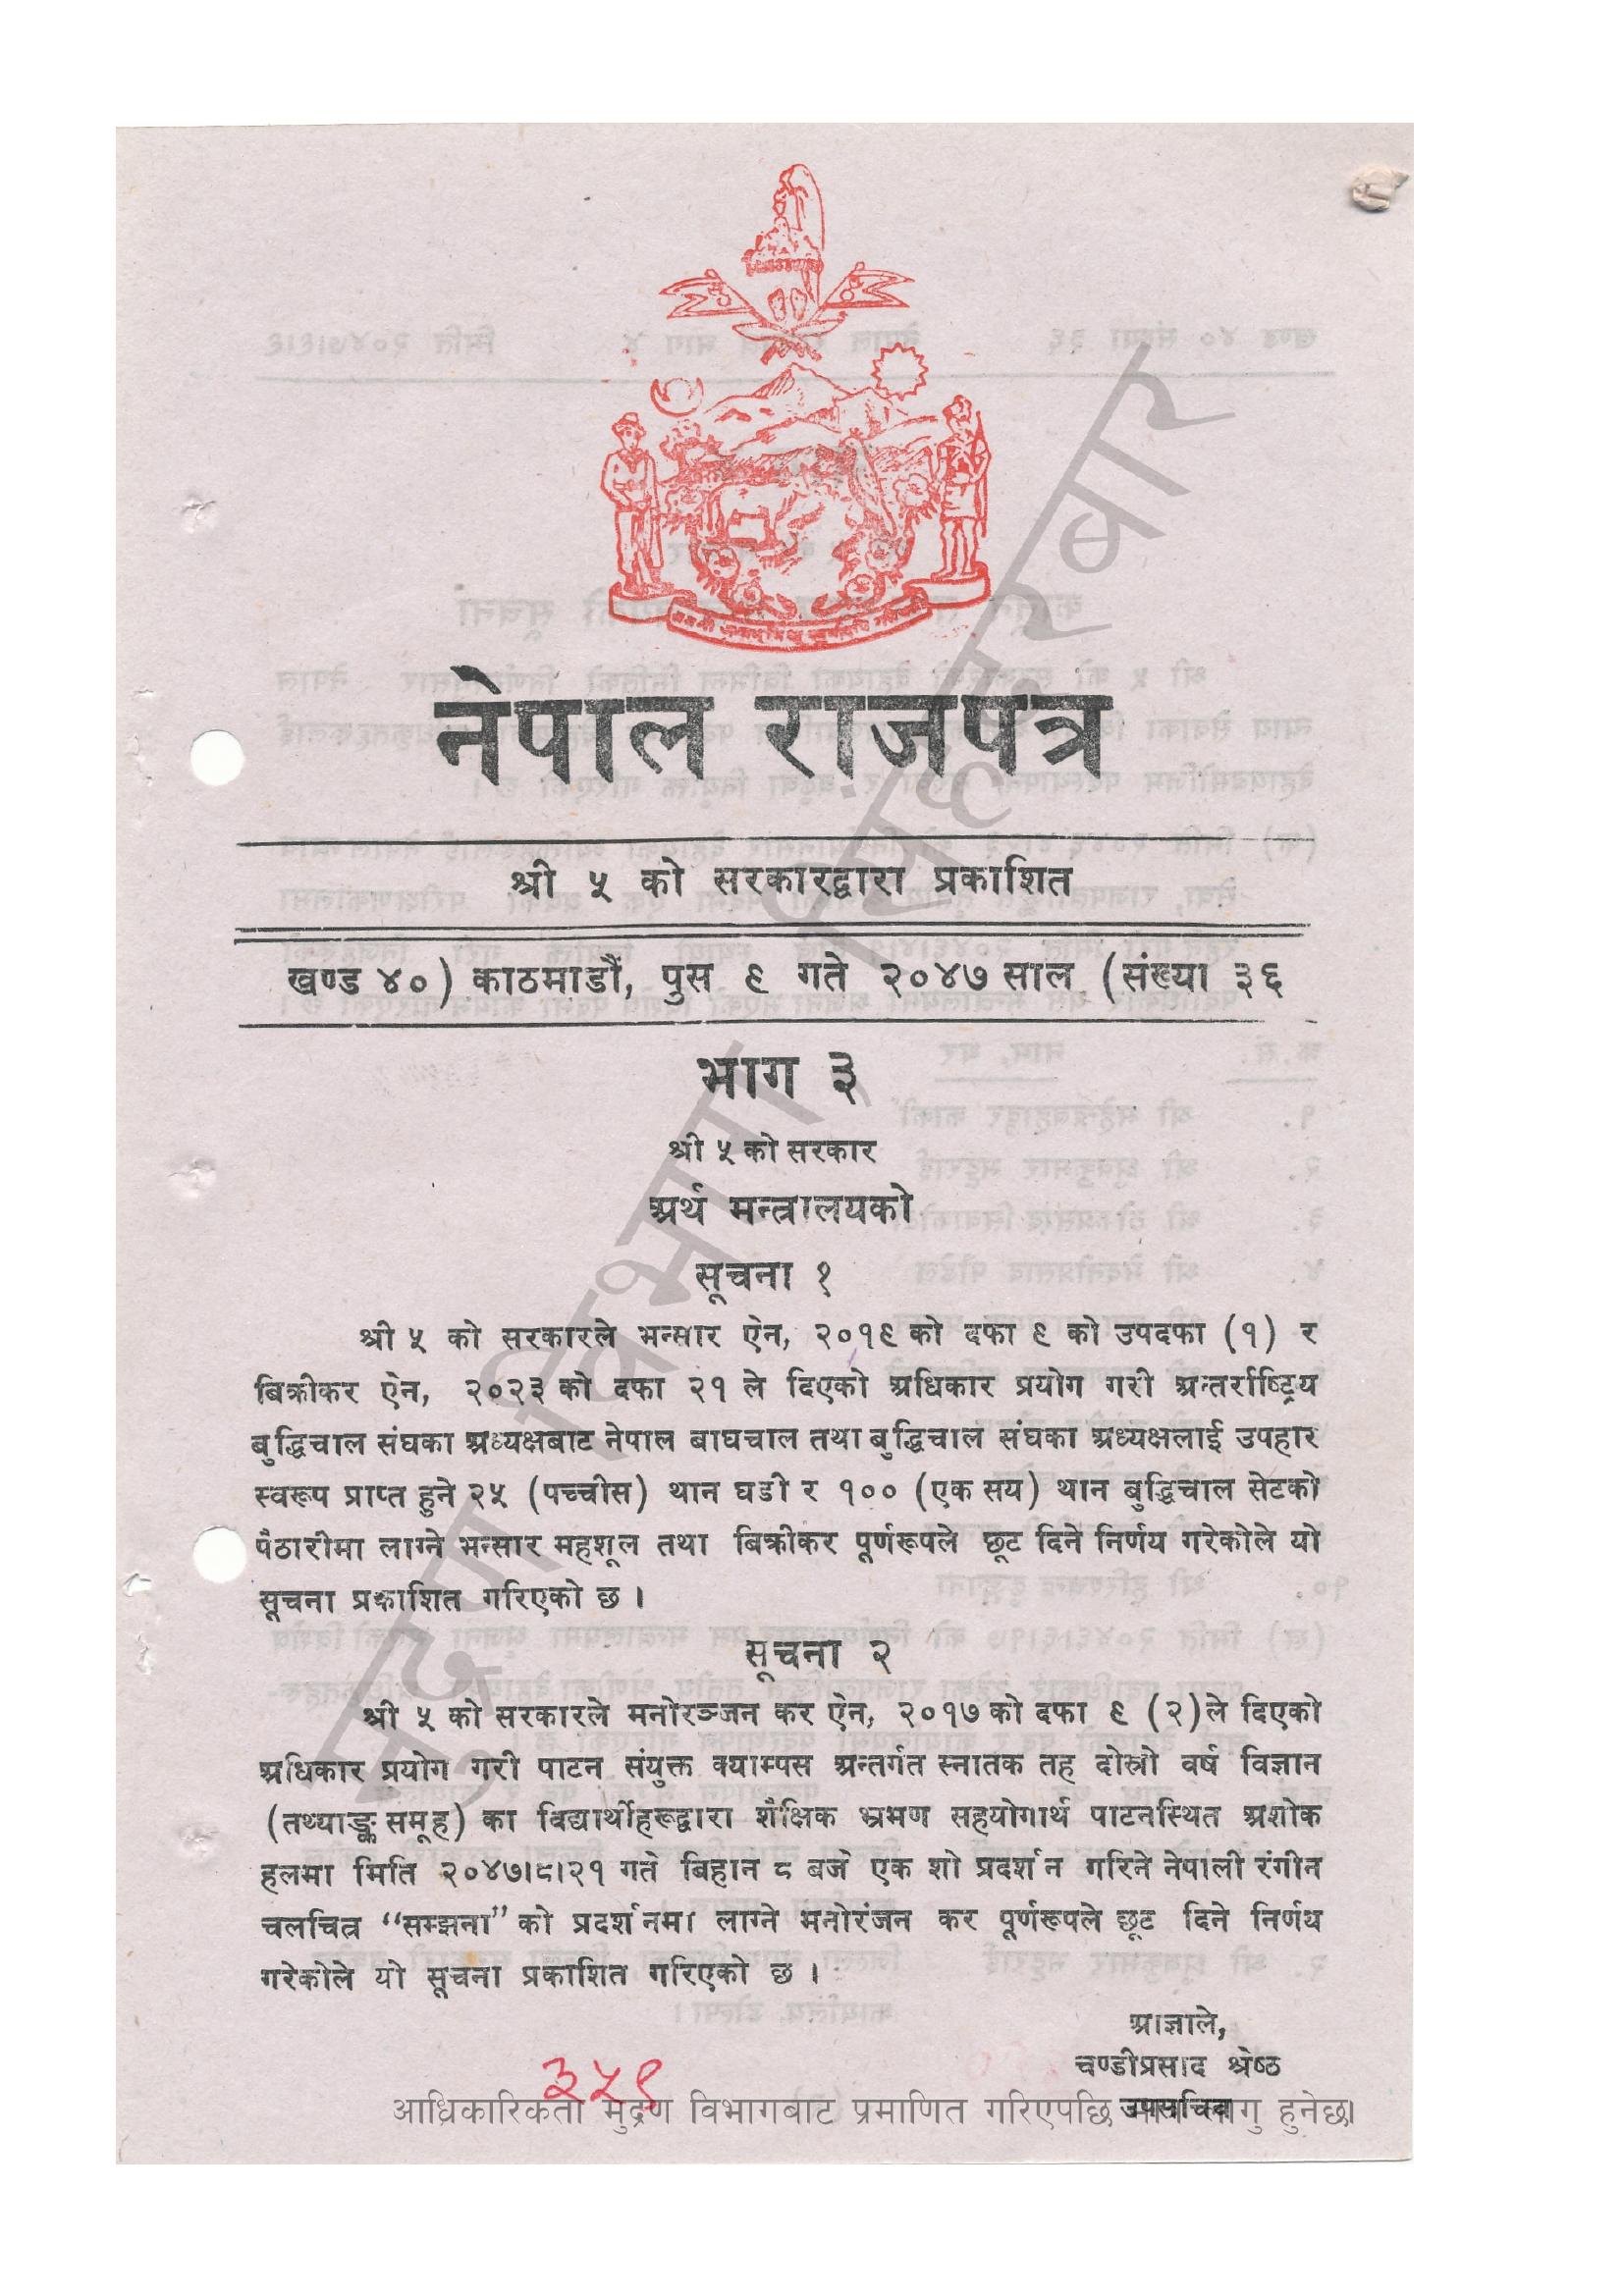 नेपाल राजपत्र
श्री ५ को सरकारद्वारा प्रकाशित
खण्ड ४०) काठमाडौं, पुस ९ गते २०४७ साल (संख्या ३६
भाग ३
श्री ५ को सरकार
अर्थ मन्त्रालयको
सूचना १
श्री ५ को सरकारले भन्सार ऐन, २०१९ को दफा ९ को उपदफा (१) र
बिक्रीकर ऐन, २०२३ को दफा २१ ले दिएको अधिकार प्रयोग गरी अन्तर्राष्ट्रिय
बुद्धिचाल संघका अध्यक्षबाट नेपाल बाघचाल तथा बुद्धिचाल संघका अध्यक्षलाई उपहार
स्वरूप प्राप्त हुने २५ (पच्चीस) थान घडी र १०० (एक सय) थान बुद्धिचाल सेटको
पैठारीमा लाग्ने भन्सार महशूल तथा बिक्रीकर पूर्णरूपले छूट दिने निर्णय गरेकोले यो
सूचना प्रकाशित गरिएको छ ।
सूचना २
श्री ५ को सरकारले मनोरञ्जन कर ऐन, २०१७ को दफा ९ (२) ले दिएको
अधिकार प्रयोग गरी पाटन संयुक्त क्याम्पस अन्तर्गत स्नातक तह दोस्रो वर्ष विज्ञान
(तथ्याङ्क समूह) का विद्यार्थीहरूद्वारा शैक्षिक भ्रमण सहयोगार्थ पाटनस्थित अशोक
हलमा मिति २०४७।८।२१ गते बिहान ८ बजे एक शो प्रदर्शन गरिने नेपाली रंगीन
चलचित्र “सम्झना” को प्रदर्शनमा लाग्ने मनोरंजन कर पूर्णरूपले छूट दिने निर्णय
गरेकोले यो सूचना प्रकाशित गरिएको छ ।
आज्ञाले,
चण्डीप्रसाद श्रेष्ठ
उपसचिव
३५९
आधिकारिकता मुद्रण विभागबाट प्रमाणित गरिएपछि लागु हुनेछ।